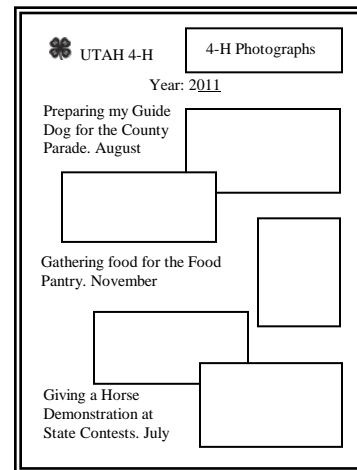 UTAH 4-H
4-H Photographs
Year: 2011
Preparing my Guide
Dog for the County
Parade. August
Gathering food for the Food
Pantry. November
Giving a Horse
Demonstration at
State Contests. July